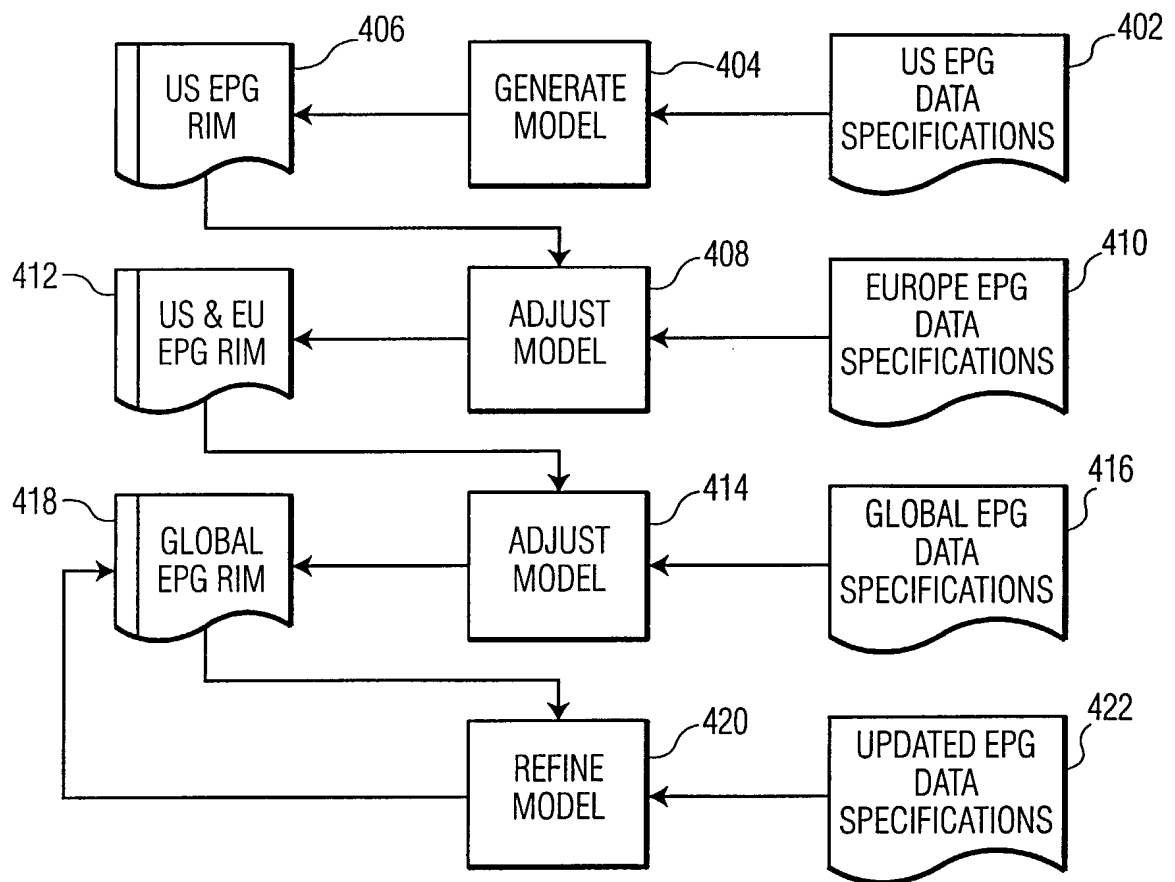 406
US EPG
RIM
404
GENERATE
MODEL
402
US EPG
DATA
SPECIFICATIONS
412
US & EU
EPG RIM
408
ADJUST
MODEL
410
EUROPE EPG
DATA
SPECIFICATIONS
418
GLOBAL
EPG RIM
414
ADJUST
MODEL
416
GLOBAL EPG
DATA
SPECIFICATIONS
420
REFINE
MODEL
422
UPDATED EPG
DATA
SPECIFICATIONS